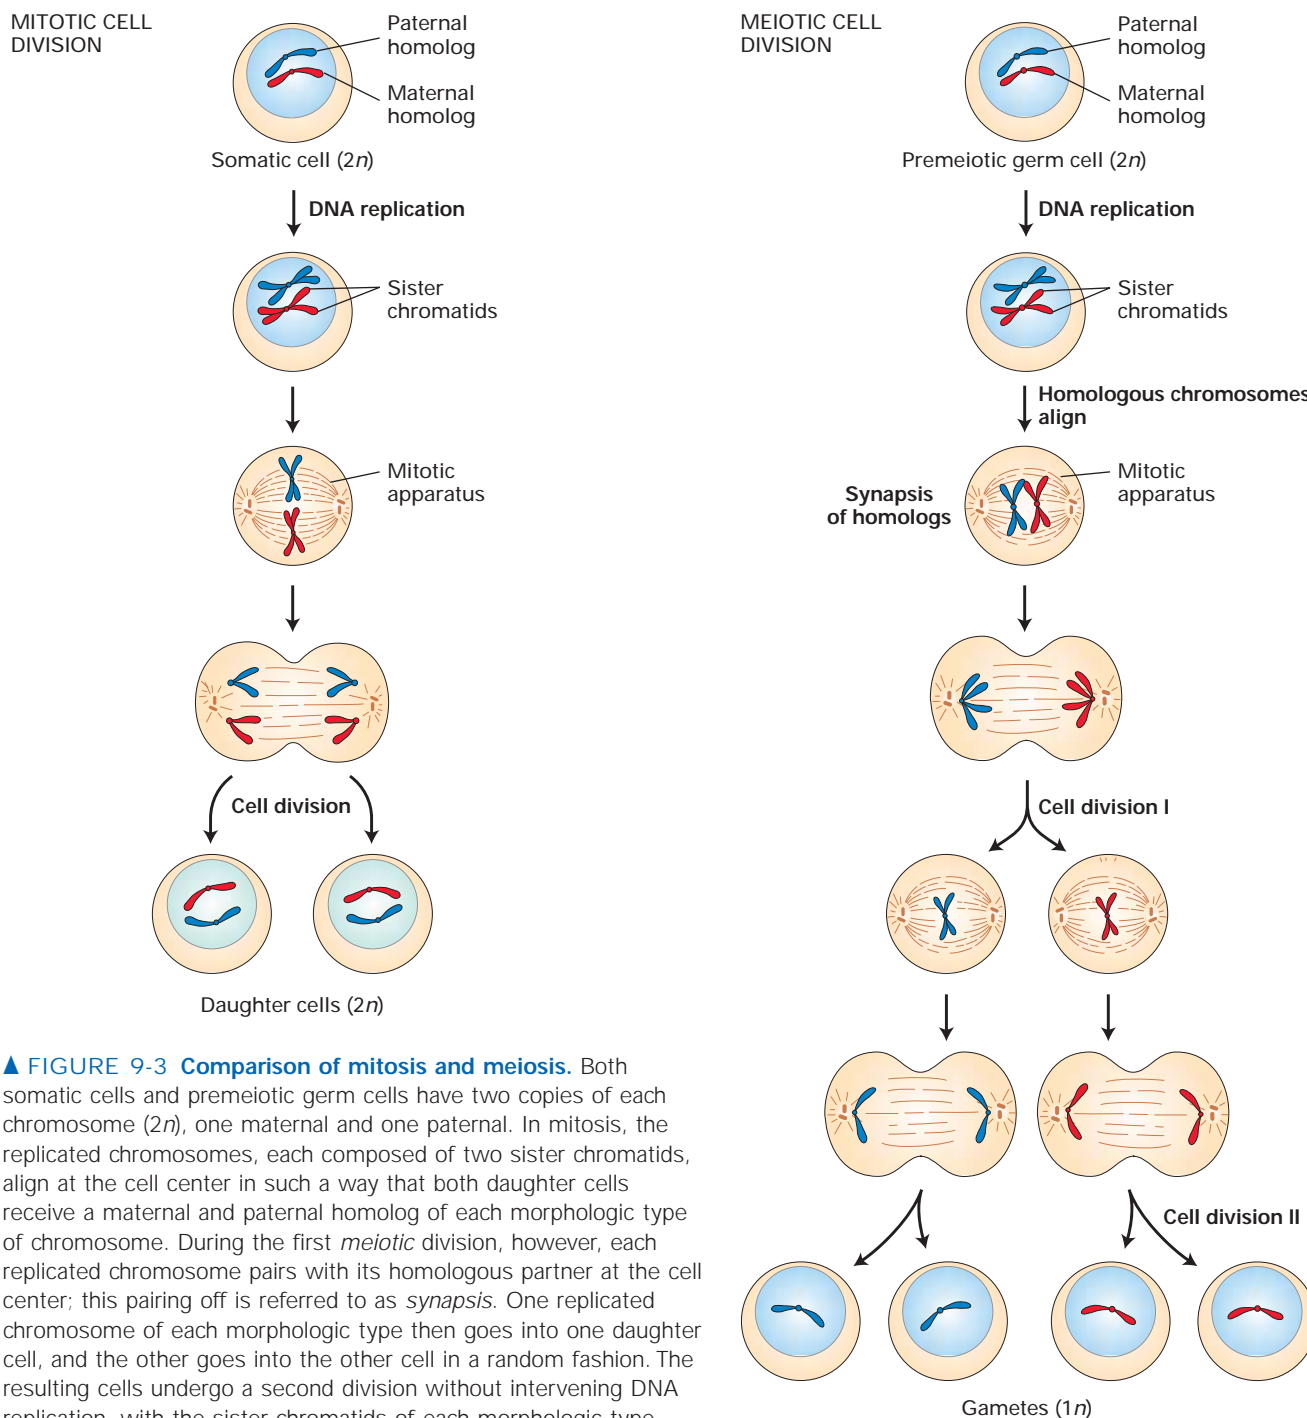 MITOTIC CELL
DIVISION
Paternal
homolog
Maternal
homolog
Somatic cell (2n)
DNA replication
Sister
chromatids
Mitotic
apparatus
Cell division
Daughter cells (2n)
▲ FIGURE 9-3 Comparison of mitosis and meiosis. Both
somatic cells and premeiotic germ cells have two copies of each
chromosome (2n), one maternal and one paternal. In mitosis, the
replicated chromosomes, each composed of two sister chromatids,
align at the cell center in such a way that both daughter cells
receive a maternal and paternal homolog of each morphologic type
of chromosome. During the first meiotic division, however, each
replicated chromosome pairs with its homologous partner at the cell
center; this pairing off is referred to as synapsis. One replicated
chromosome of each morphologic type then goes into one daughter
cell, and the other goes into the other cell in a random fashion. The
resulting cells undergo a second division without intervening DNA
replication, with the sister chromatids of each morphologic type
MEIOTIC CELL
DIVISION
Paternal
homolog
Maternal
homolog
Premeiotic germ cell (2n)
DNA replication
Sister
chromatids
Homologous chromosomes
align
Synapsis
of homologs
Mitotic
apparatus
Cell division I
Cell division II
Gametes (1n)